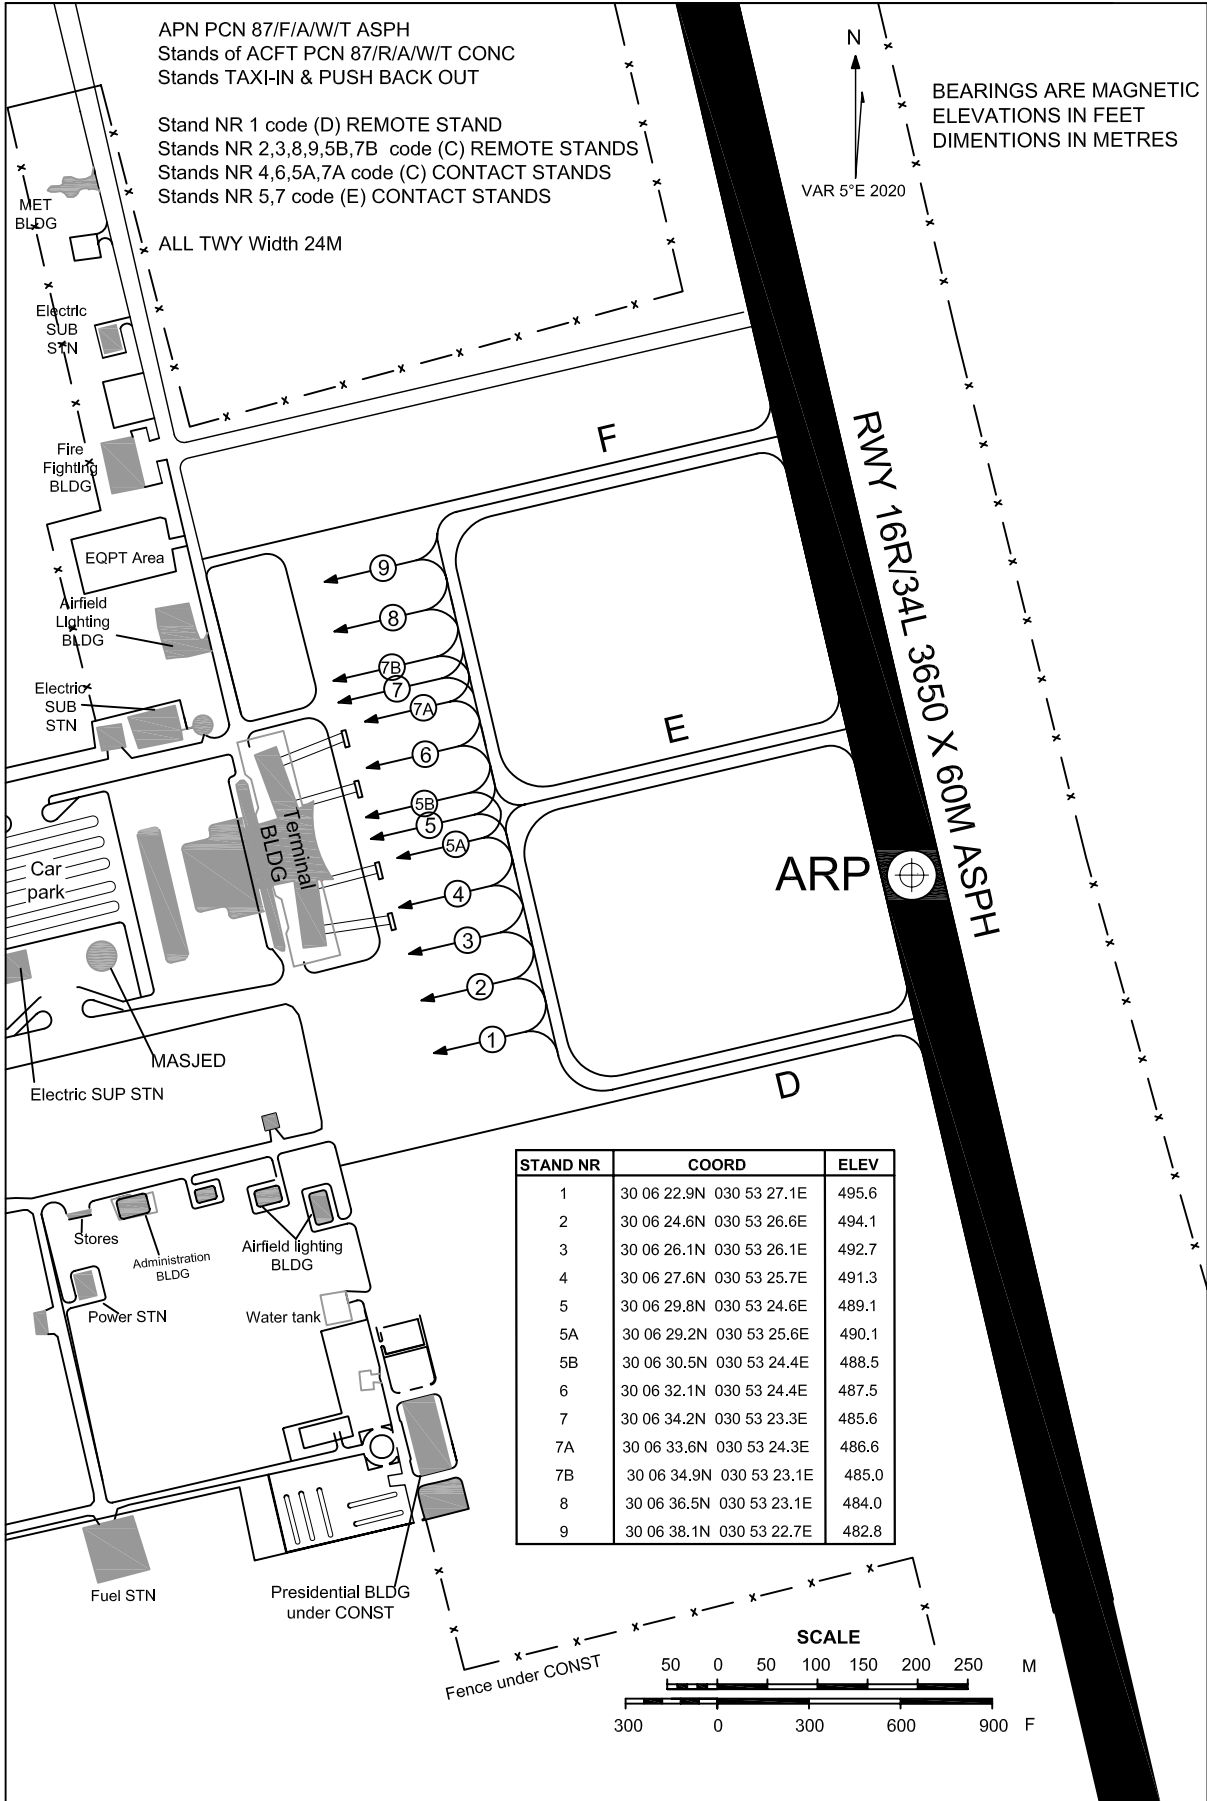 APN PCN 87/F/A/W/T ASPH
Stands of ACFT PCN 87/R/A/W/T CONC
Stands TAXI-IN & PUSH BACK OUT
Stand NR 1 code (D) REMOTE STAND
Stands NR 2,3,8,9,5B,7B code (C) REMOTE STANDS
Stands NR 4,6,5A,7A code (C) CONTACT STANDS
Stands NR 5,7 code (E) CONTACT STANDS
ALL TWY Width 24M
N
VAR 5°E 2020
BEARINGS ARE MAGNETIC
ELEVATIONS IN FEET
DIMENTIONS IN METRES
MET
BLDG
Electric
SUB
STN
Fire
Fighting
BLDG
EQPT Area
Airfield
Lighting
BLDG
Electric
SUB
STN
Car
park
Terminal
BLDG
MASJED
Electric SUP STN
F
E
D
9
8
7B
7
7A
6
5B
5
5A
4
3
2
1
RWY 16R/34L 3650 X 60M ASPH
ARP
Stores
Administration
BLDG
Airfield lighting
BLDG
Power STN
Water tank
Fuel STN
Presidential BLDG
under CONST
Fence under CONST
STAND NR COORD ELEV
1 30 06 22.9N 030 53 27.1E 495.6
2 30 06 24.6N 030 53 26.6E 494.1
3 30 06 26.1N 030 53 26.1E 492.7
4 30 06 27.6N 030 53 25.7E 491.3
5 30 06 29.8N 030 53 24.6E 489.1
5A 30 06 29.2N 030 53 25.6E 490.1
5B 30 06 30.5N 030 53 24.4E 488.5
6 30 06 32.1N 030 53 24.4E 487.5
7 30 06 34.2N 030 53 23.3E 485.6
7A 30 06 33.6N 030 53 24.3E 486.6
7B 30 06 34.9N 030 53 23.1E 485.0
8 30 06 36.5N 030 53 23.1E 484.0
9 30 06 38.1N 030 53 22.7E 482.8
SCALE
50 0 50 100 150 200 250 M
300 0 300 600 900 F